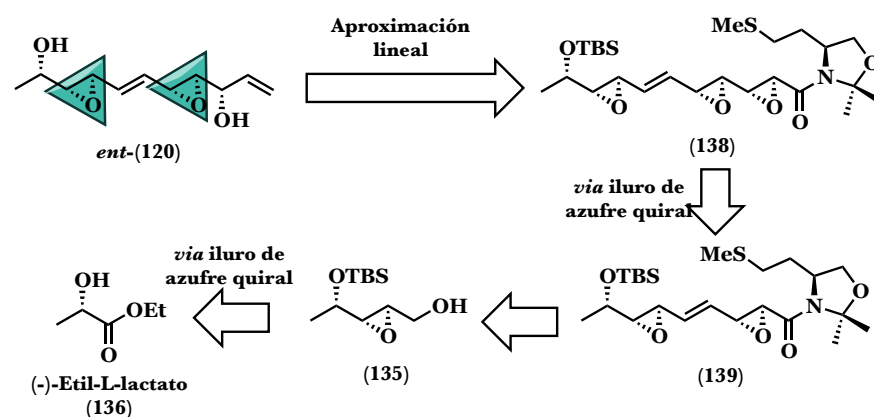 OH
O
OH
ent-(120)
Aproximación
lineal
MeS
OTBS
O
O
O
O
N
O
(138)
via iluro de
azufre quiral
MeS
OTBS
O
O
O
N
O
(139)
OTBS
OH
O
(135)
via iluro de
azufre quiral
OH
OEt
O
(-)-Etil-L-lactato
(136)